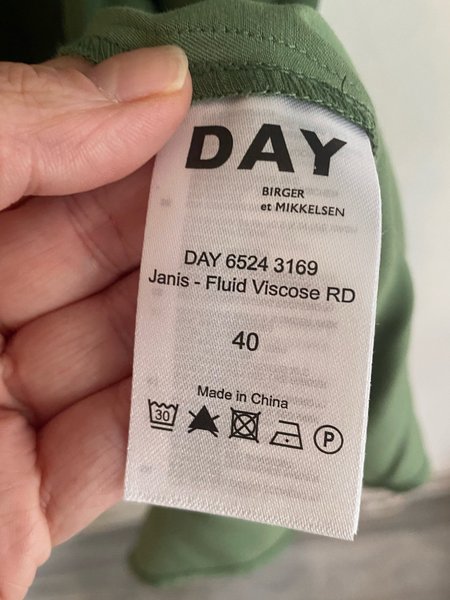 DAY
BIRGER
et MIKKELSEN
DAY 6524 3169
Janis - Fluid Viscose RD
40
Made in China
30 P